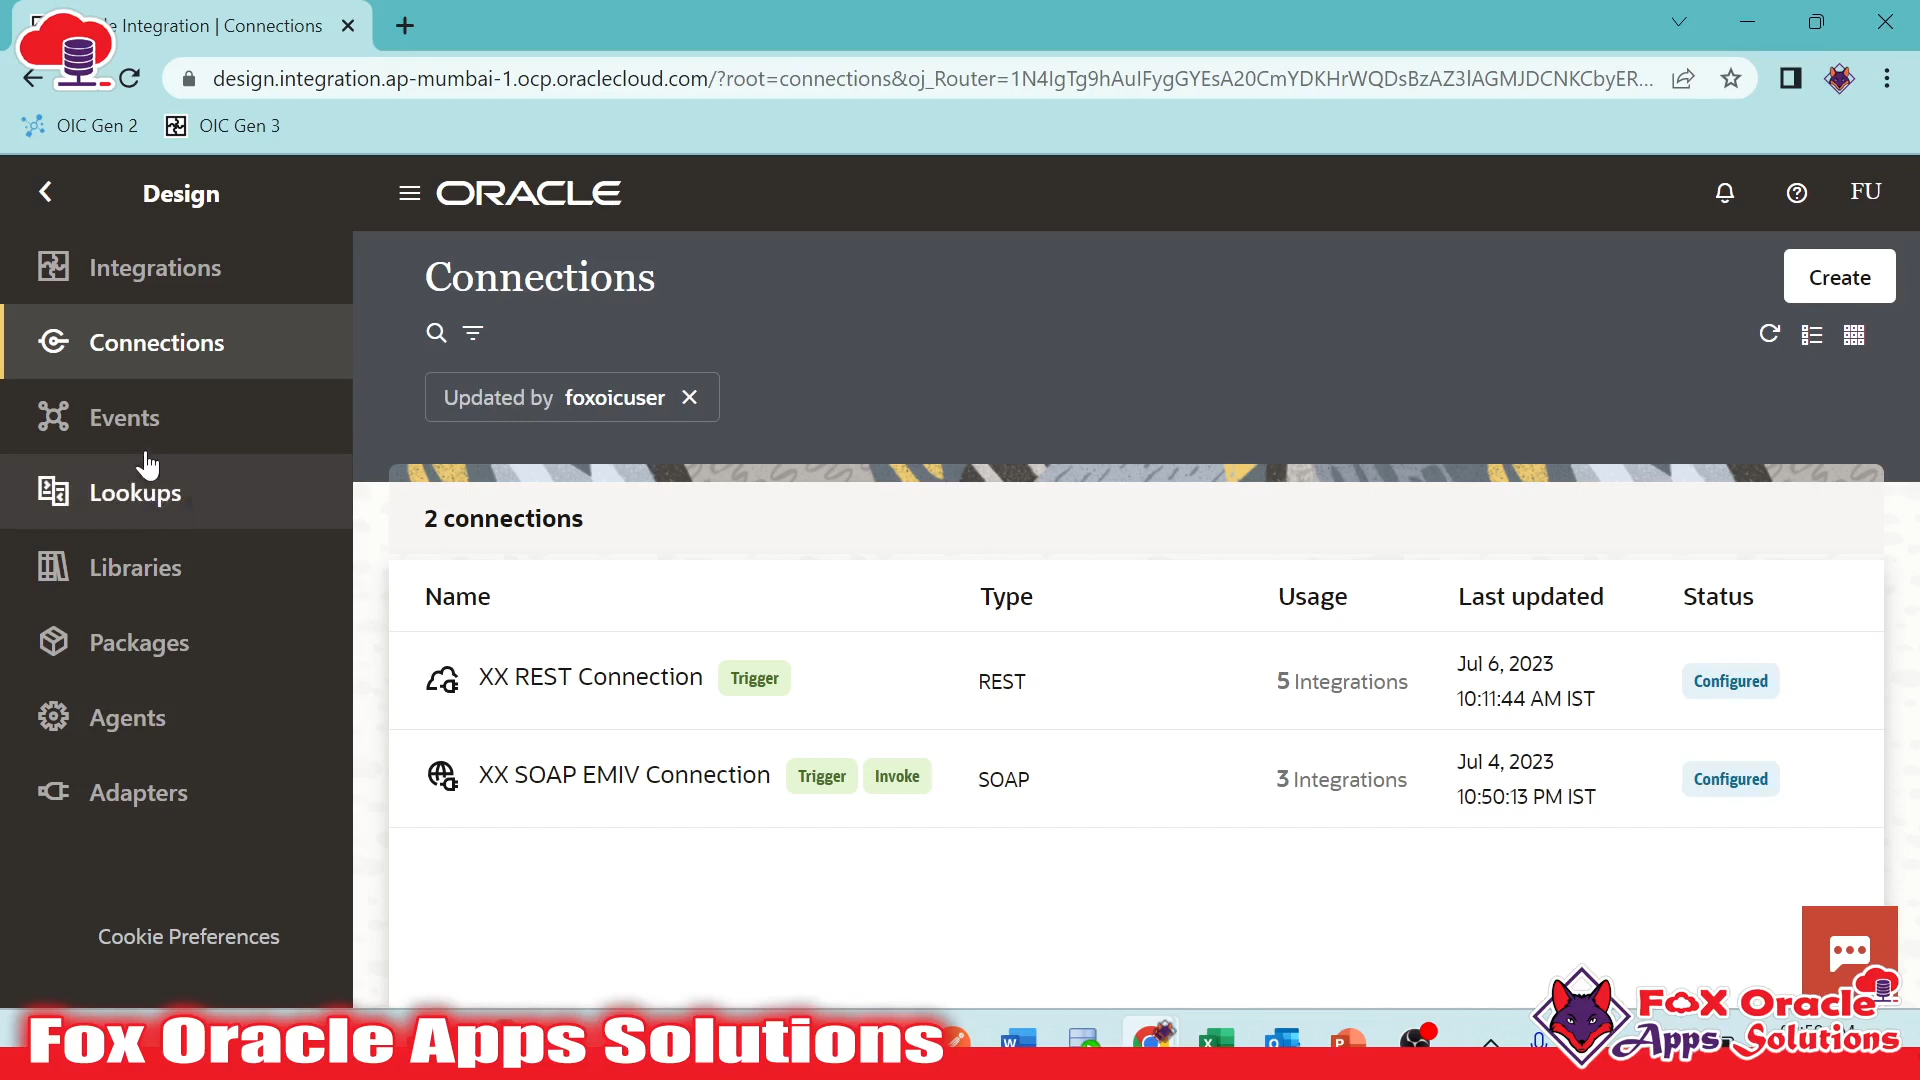 Integration | Connections
design.integration.ap-mumbai-1.ocp.oraclecloud.com/?root=connections&oj_Router=1N4IgTg9hAuIFygGYEsA20CmYDKHrWQDsBzAZ3IAGMJDCNKCbyER...
OIC Gen 2 OIC Gen 3
Design
ORACLE
FU
Integrations
Connections
Events
Lookups
Libraries
Packages
Agents
Adapters
Cookie Preferences
Connections
Create
Updated by foxoicuser
2 connections
Name Type Usage Last updated Status
XX REST Connection Trigger REST 5 Integrations Jul 6, 2023 10:11:44 AM IST Configured
XX SOAP EMIV Connection Trigger Invoke SOAP 3 Integrations Jul 4, 2023 10:50:13 PM IST Configured
Fox Oracle Apps Solutions
FOX Oracle
Apps Solutions